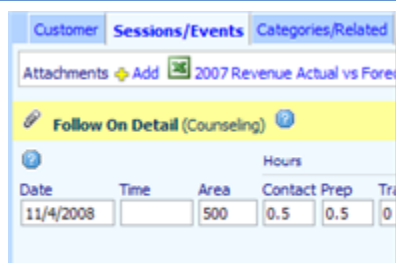 Customer Sessions/Events Categories/Related
Attachments Add 2007 Revenue Actual vs Forec
Follow On Detail (Counseling)
Hours
Date Time Area Contact Prep Tra
11/4/2008 500 0.5 0.5 0